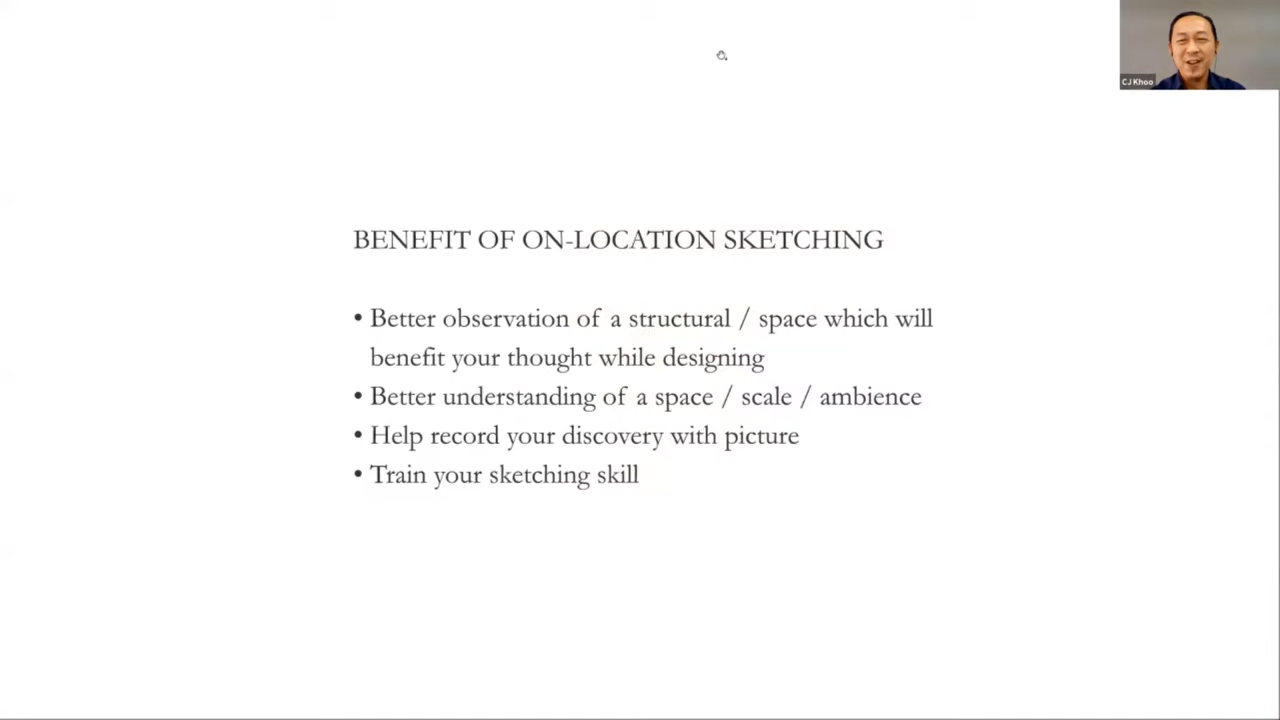 CJ Khoo
BENEFIT OF ON-LOCATION SKETCHING
• Better observation of a structural / space which will
benefit your thought while designing
• Better understanding of a space / scale / ambience
• Help record your discovery with picture
• Train your sketching skill